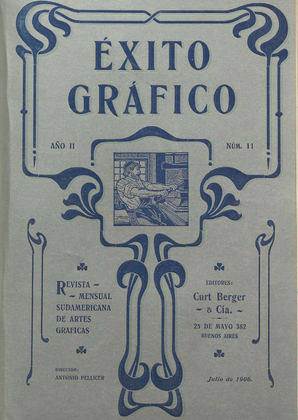 ÉXITO
GRÁFICO
AÑO II
NÚM. 11
REVISTA
~ MENSUAL
SUDAMERICANA
DE ARTES
GRAFICAS
DIRECTOR:
ANTONIO PELLICER
EDITORES:
Curt Berger
~ & Cía. ~
25 DE MAYO 382
BUENOS AIRES
Julio de 1906.